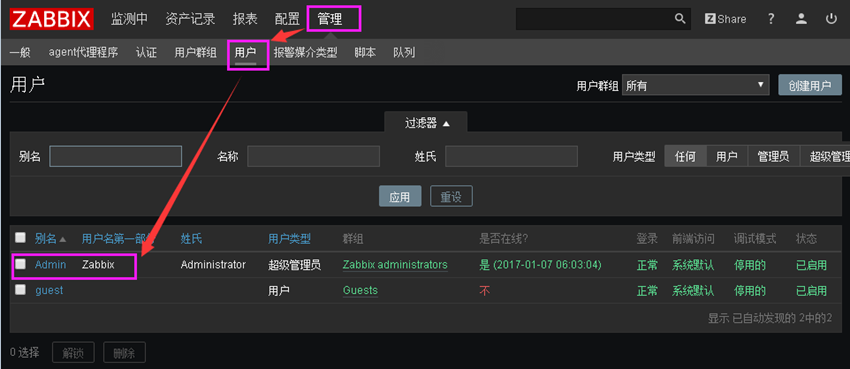 ZABBIX 监测中 资产记录 报表 配置 管理 Share ?
一般 agent代理程序 认证 用户群组 用户 报警媒介类型 脚本 队列
用户 用户群组 所有 创建用户
过滤器
别名 名称 姓氏 用户类型 任何 用户 管理员 超级管理
应用 重设
别名 用户名第一部 姓氏 用户类型 群组 是否在线? 登录 前端访问 调试模式 状态
Admin Zabbix Administrator 超级管理员 Zabbix administrators 是 (2017-01-07 06:03:04) 正常 系统默认 停用的 已启用
guest 用户 Guests 不 正常 系统默认 停用的 已启用
显示 已自动发现的 2中的2
0 选择 解锁 删除